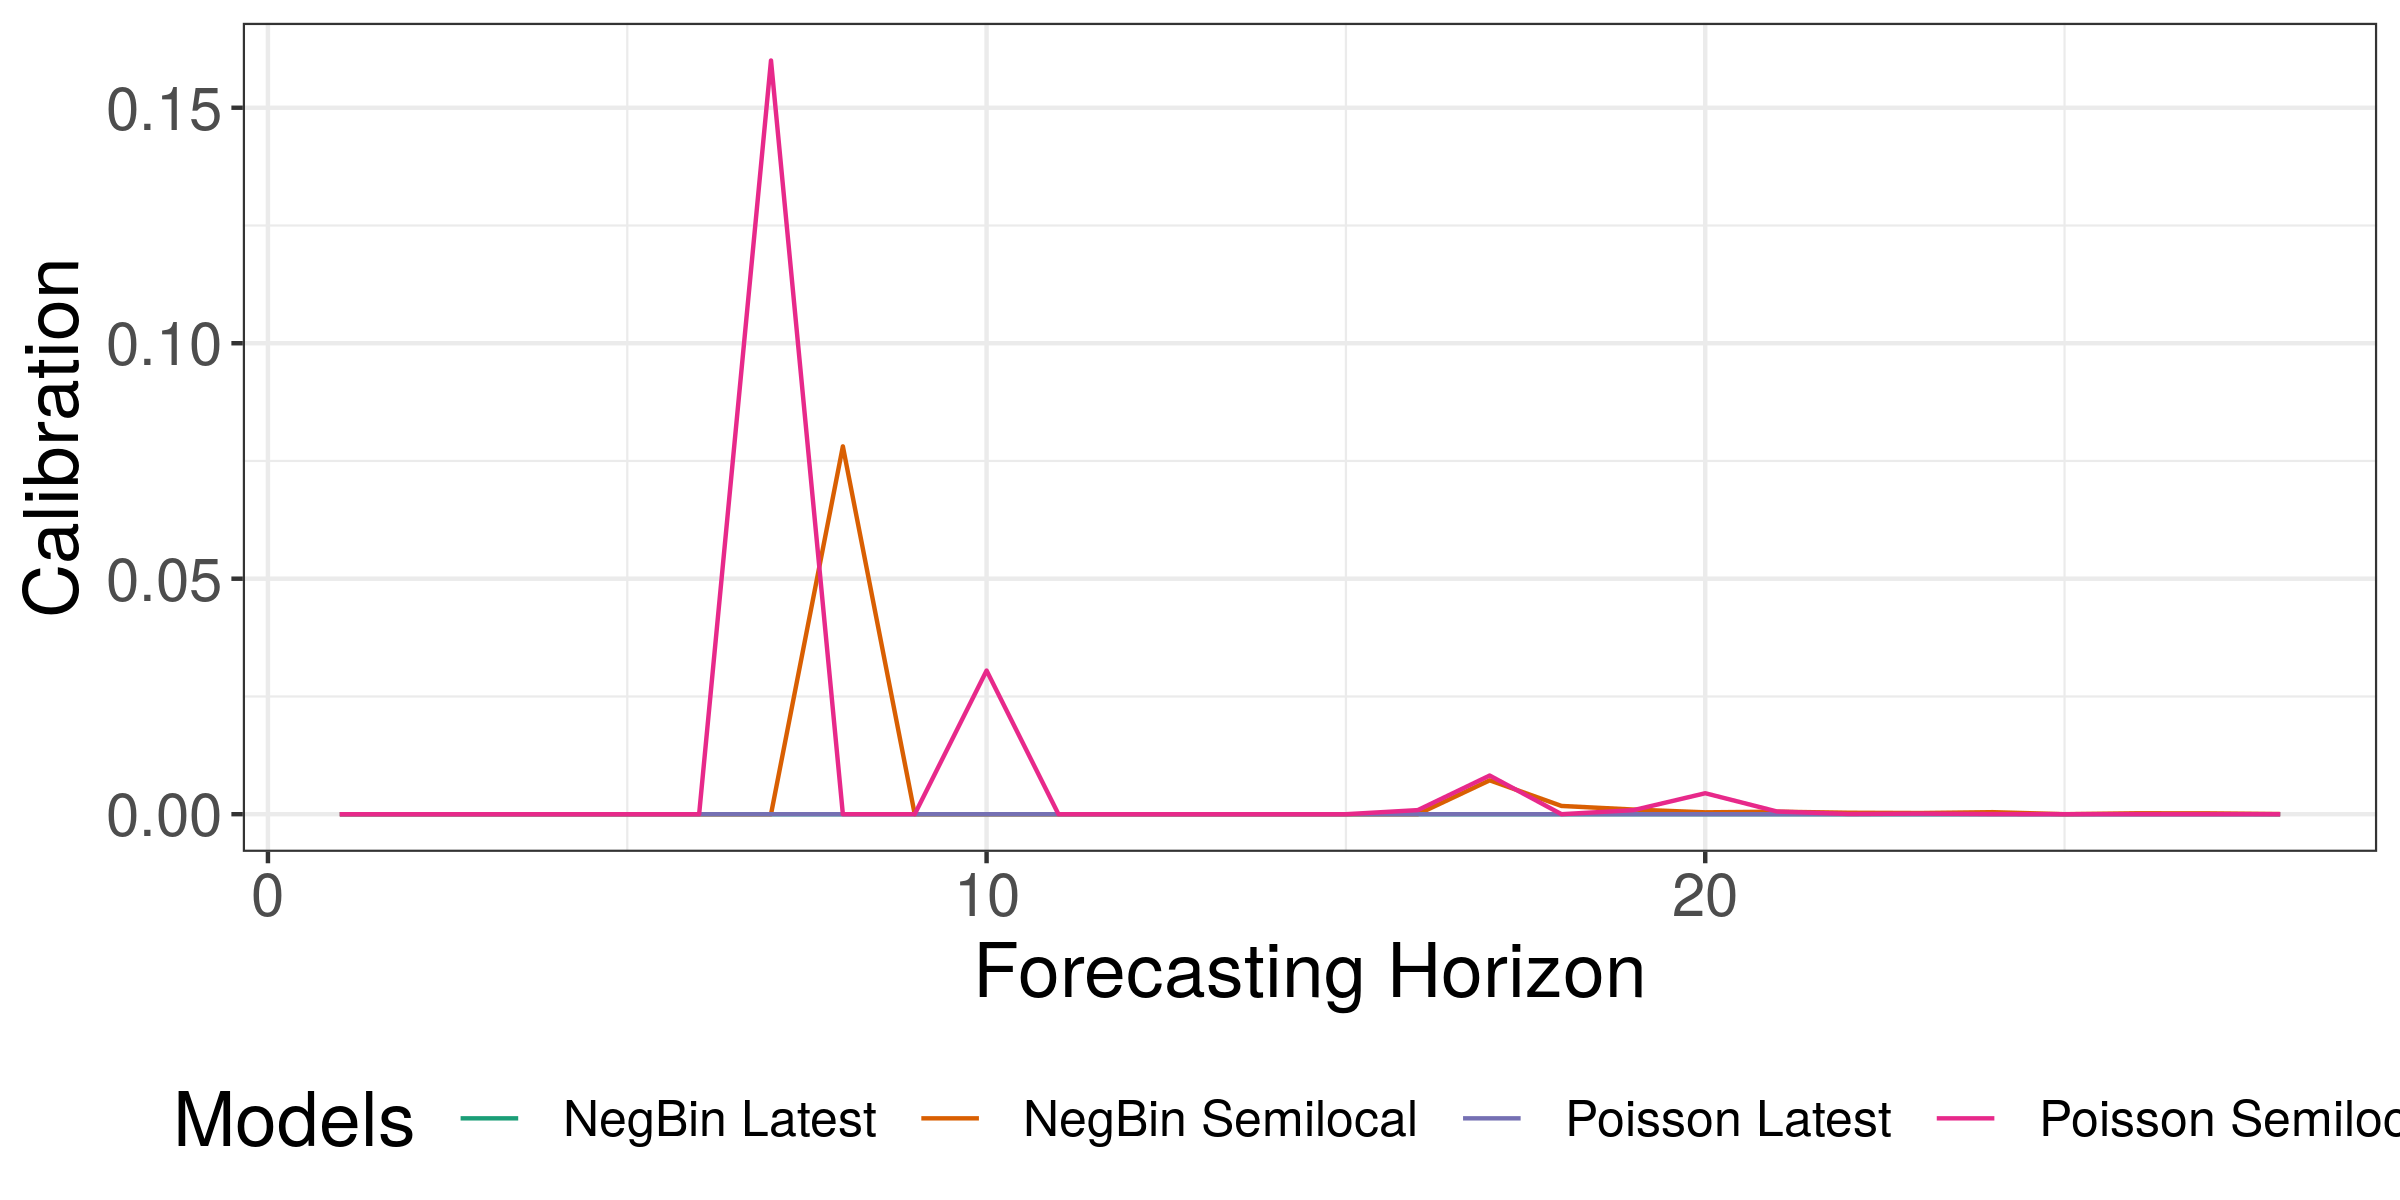 Calibration
0.15
0.10
0.05
0.00
0 10 20
Forecasting Horizon
Models NegBin Latest NegBin Semilocal Poisson Latest Poisson